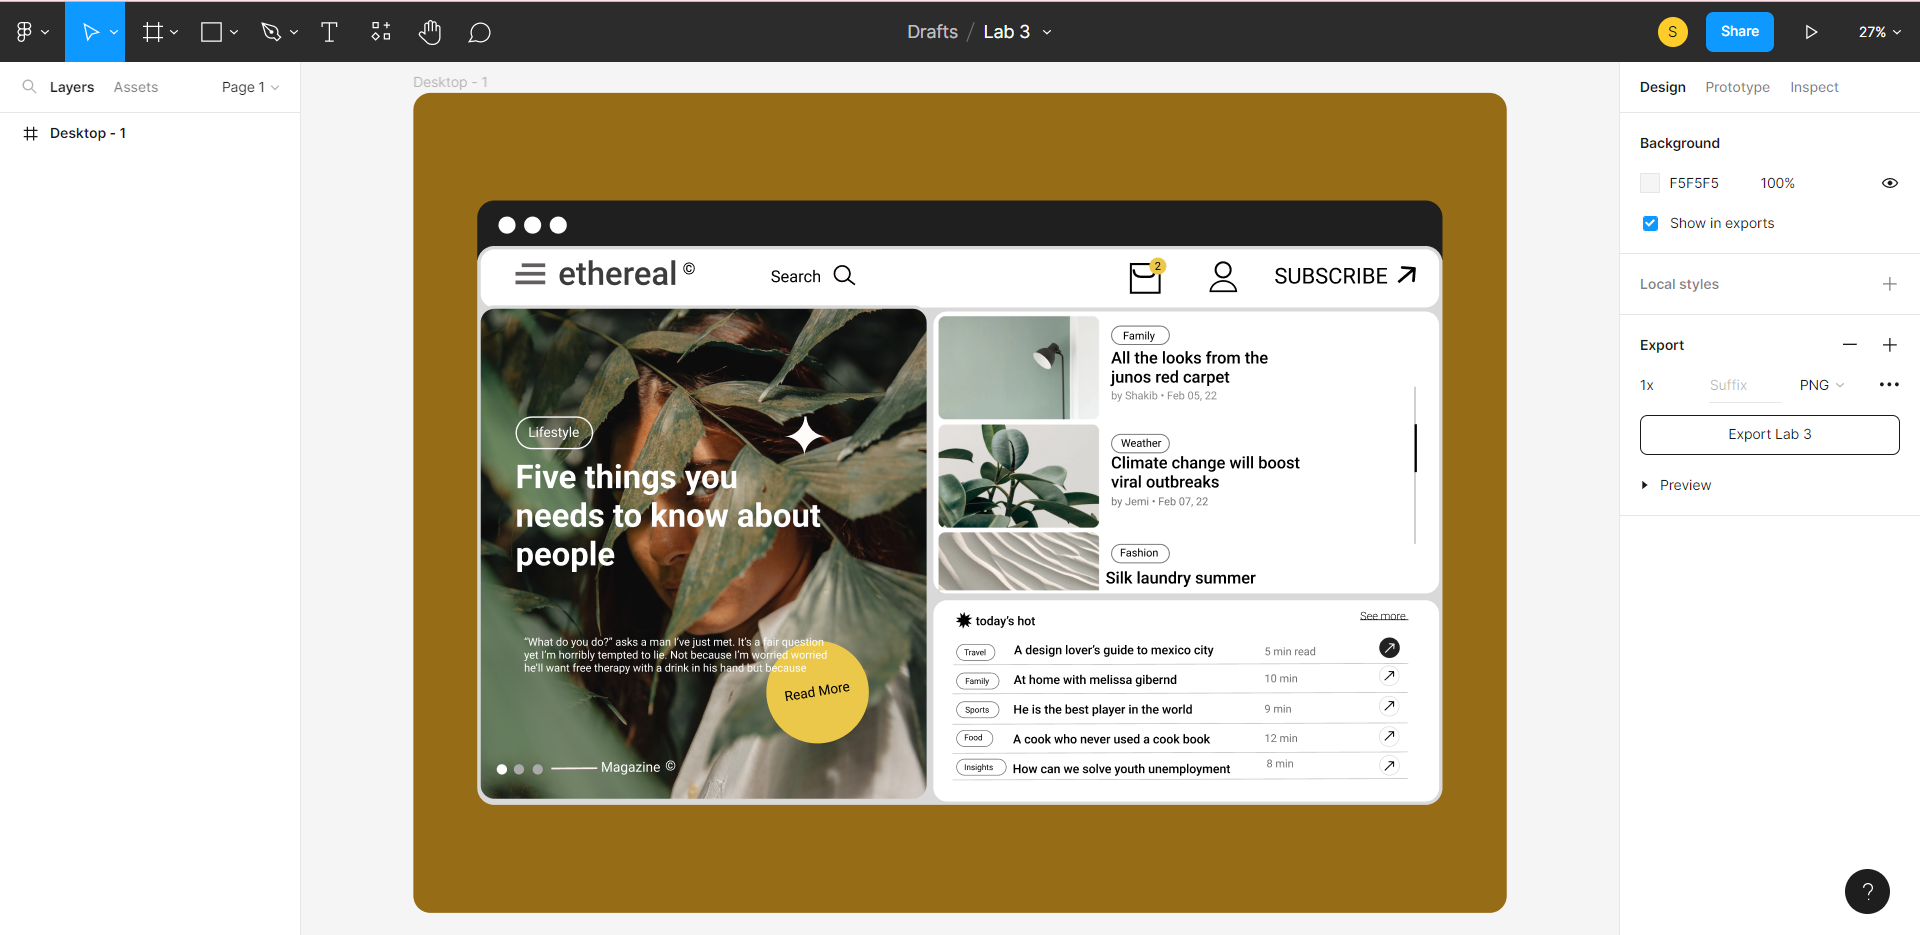 Drafts / Lab 3
S
Share
27%
Layers
Assets
Page 1
Desktop - 1
Desktop - 1
ethereal ©
Search
2
SUBSCRIBE
Lifestyle
Five things you
needs to know about
people
“What do you do?” asks a man I’ve just met. It’s a fair question
yet I’m horribly tempted to lie. Not because I’m worried worried
he’ll want free therapy with a drink in his hand but because
Read More
Magazine ©
Family
All the looks from the
junos red carpet
by Shakib • Feb 05, 22
Weather
Climate change will boost
viral outbreaks
by Jemi • Feb 07, 22
Fashion
Silk laundry summer
today’s hot
See more
Travel A design lover’s guide to mexico city 5 min read
Family At home with melissa gibernd 10 min
Sports He is the best player in the world 9 min
Food A cook who never used a cook book 12 min
Insights How can we solve youth unemployment 8 min
Design
Prototype
Inspect
Background
F5F5F5 100%
Show in exports
Local styles
Export
1x Suffix PNG
Export Lab 3
Preview
?